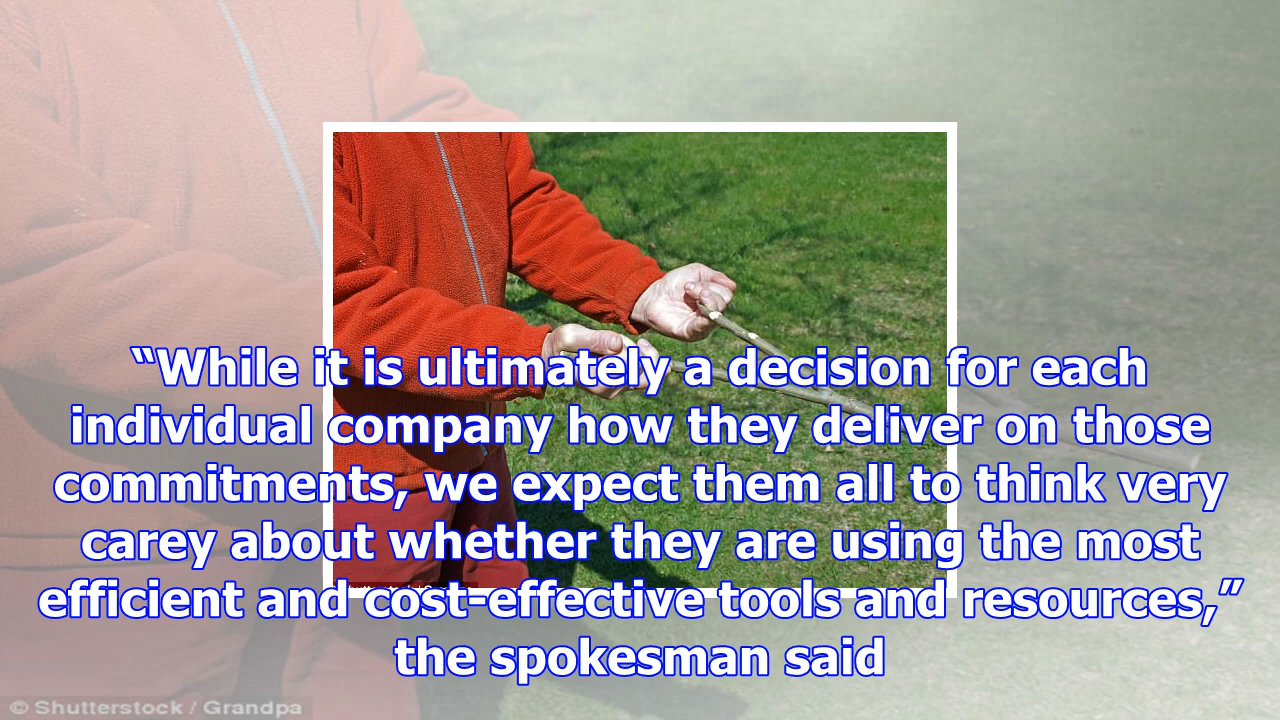 “While it is ultimately a decision for each
individual company how they deliver on those
commitments, we expect them all to think very
carey about whether they are using the most
efficient and cost-effective tools and resources,”
the spokesman said
© Shutterstock / Grandpa